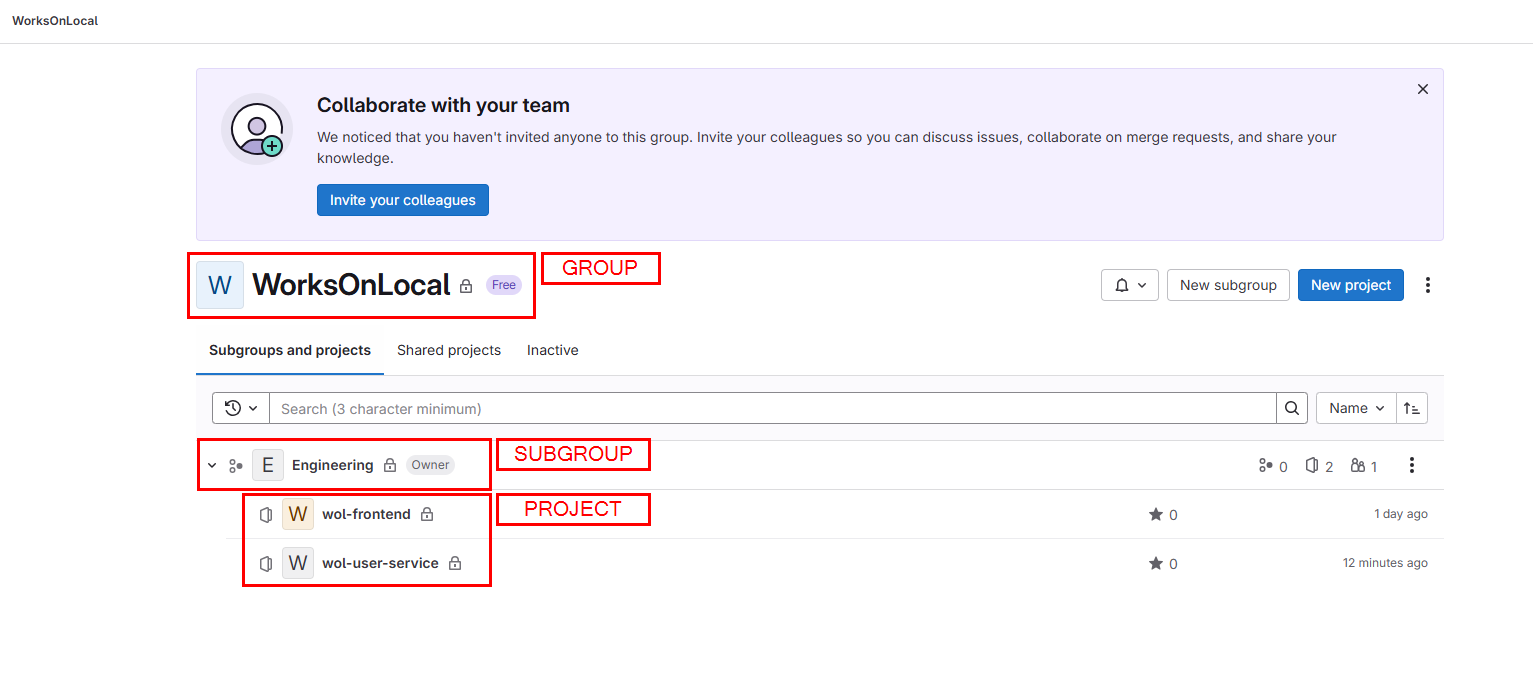 WorksOnLocal
Collaborate with your team
We noticed that you haven't invited anyone to this group. Invite your colleagues so you can discuss issues, collaborate on merge requests, and share your
knowledge.
Invite your colleagues
W WorksOnLocal Free GROUP
New subgroup New project
Subgroups and projects Shared projects Inactive
Search (3 character minimum) Name
E Engineering Owner SUBGROUP 0 2 1
W wol-frontend PROJECT 0 1 day ago
W wol-user-service 0 12 minutes ago